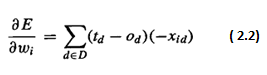 ∂E/∂w_i = ∑_{d∈D} (t_d − o_d)(−x_{id}) ( 2.2)